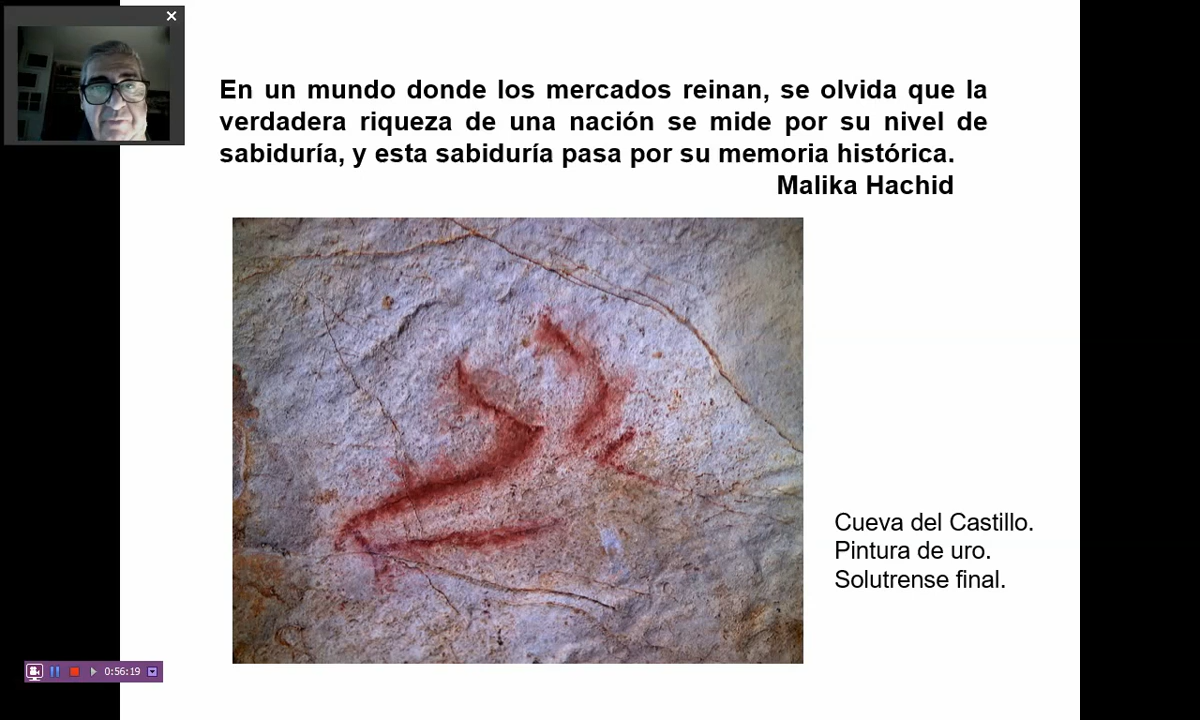 En un mundo donde los mercados reinan, se olvida que la
verdadera riqueza de una nación se mide por su nivel de
sabiduría, y esta sabiduría pasa por su memoria histórica.
Malika Hachid
Cueva del Castillo.
Pintura de uro.
Solutrense final.
0:56:19